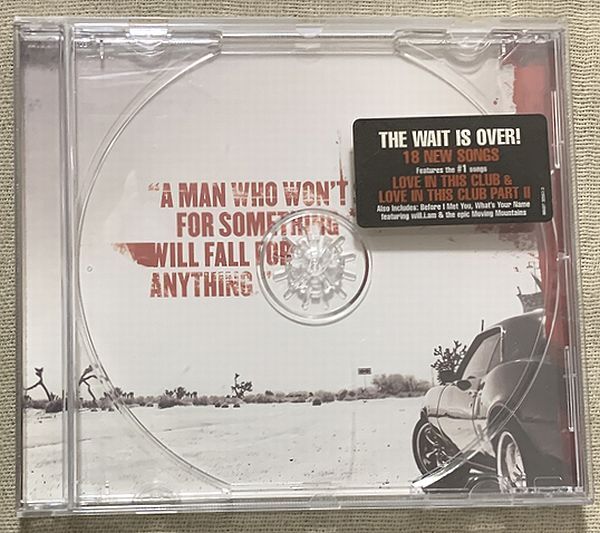 THE WAIT IS OVER!
18 NEW SONGS
Features the #1 songs
LOVE IN THIS CLUB &
LOVE IN THIS CLUB PART II
Also Includes: Before I Met You, What's Your Name
featuring will.i.am & the epic Moving Mountains
"A MAN WHO WON'T
FOR SOMETHING
WILL FALL FOR
ANYTHING."